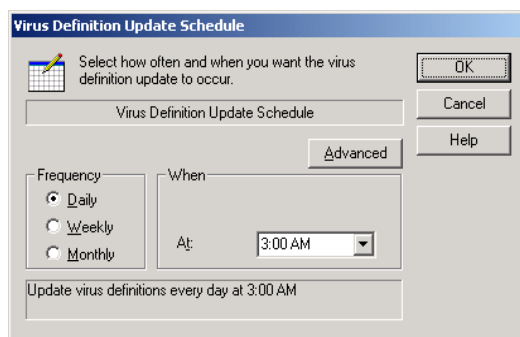 Virus Definition Update Schedule
Select how often and when you want the virus
definition update to occur.
OK
Cancel
Help
Virus Definition Update Schedule
Advanced
Frequency
When
Daily
Weekly
Monthly
At:
3:00 AM
Update virus definitions every day at 3:00 AM